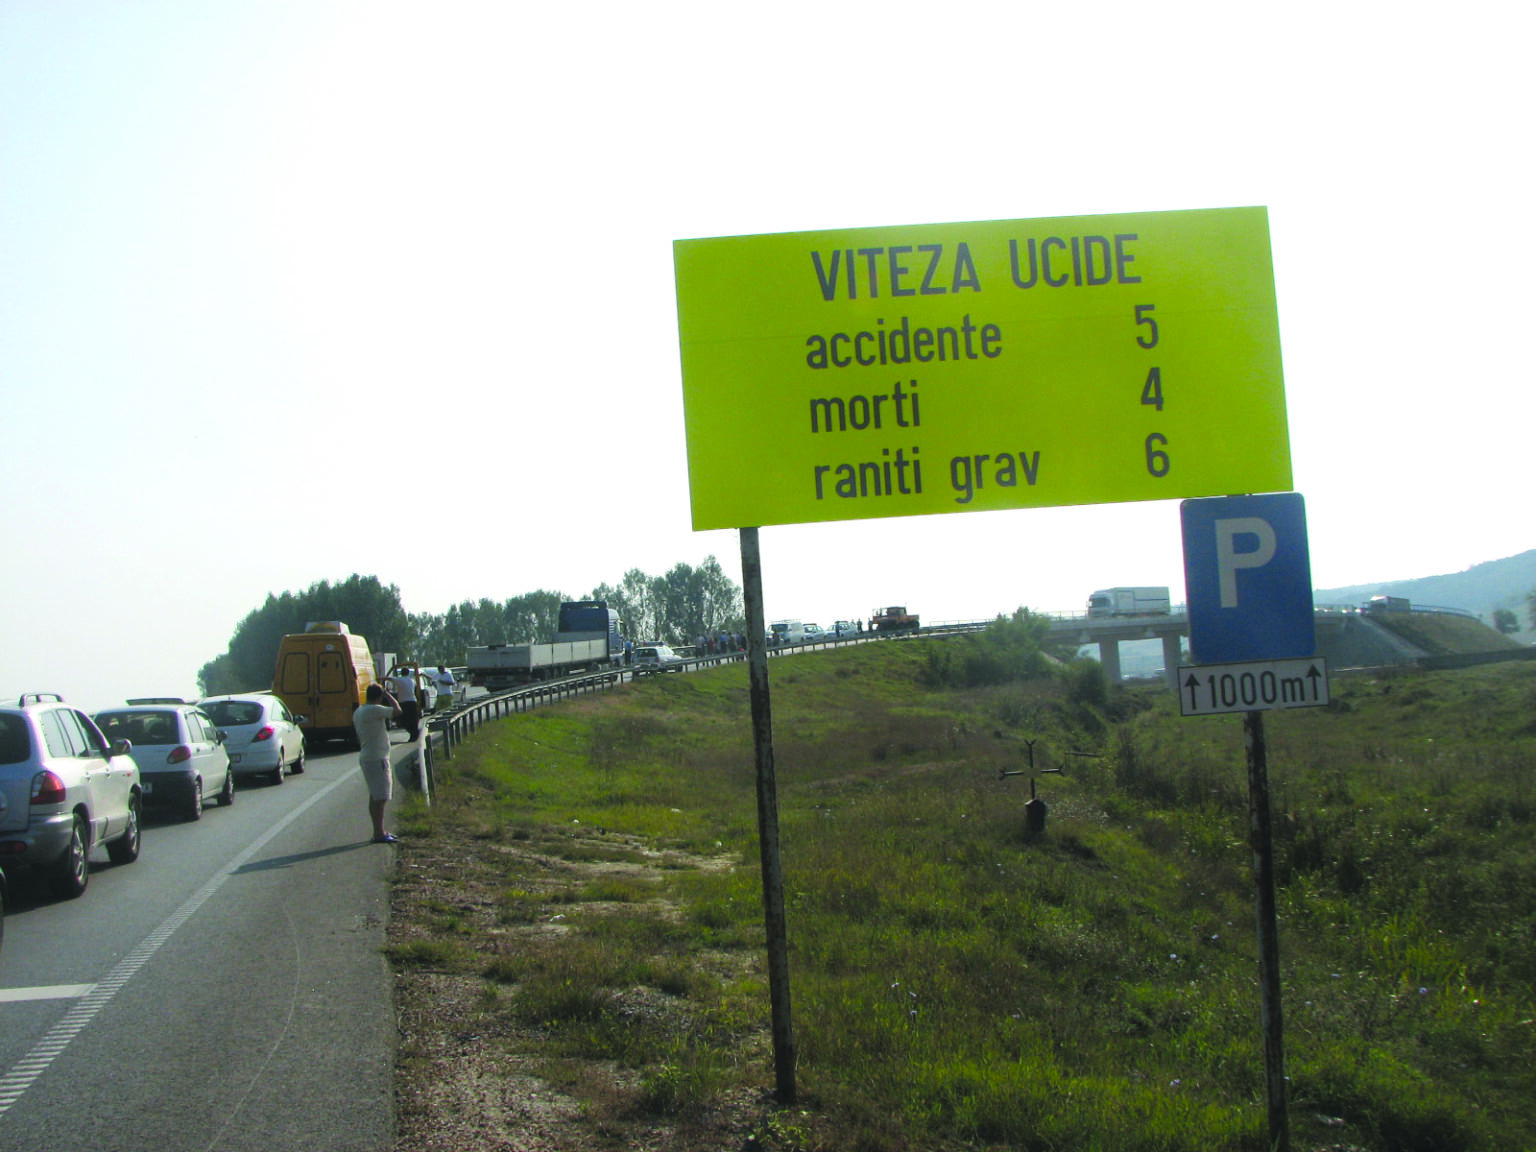 VITEZA UCIDE
accidente 5
morti 4
raniti grav 6
P
↑1000m↑